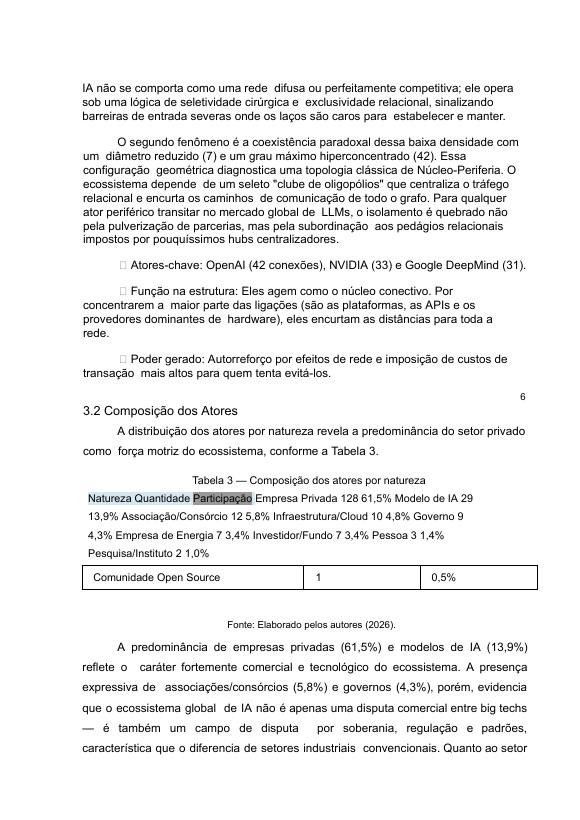 IA não se comporta como uma rede difusa ou perfeitamente competitiva; ele opera
sob uma lógica de seletividade cirúrgica e exclusividade relacional, sinalizando
barreiras de entrada severas onde os laços são caros para estabelecer e manter.
O segundo fenômeno é a coexistência paradoxal dessa baixa densidade com
um diâmetro reduzido (7) e um grau máximo hiperconcentrado (42). Essa
configuração geométrica diagnostica uma topologia clássica de Núcleo-Periferia. O
ecossistema depende de um seleto "clube de oligopólios" que centraliza o tráfego
relacional e encurta os caminhos de comunicação de todo o grafo. Para qualquer
ator periférico transitar no mercado global de LLMs, o isolamento é quebrado não
pela pulverização de parcerias, mas pela subordinação aos pedágios relacionais
impostos por pouquíssimos hubs centralizadores.
Atores-chave: OpenAI (42 conexões), NVIDIA (33) e Google DeepMind (31).
Função na estrutura: Eles agem como o núcleo conectivo. Por
concentrarem a maior parte das ligações (são as plataformas, as APIs e os
provedores dominantes de hardware), eles encurtam as distâncias para toda a
rede.
Poder gerado: Autorreforço por efeitos de rede e imposição de custos de
transação mais altos para quem tenta evitá-los.
6
3.2 Composição dos Atores
A distribuição dos atores por natureza revela a predominância do setor privado
como força motriz do ecossistema, conforme a Tabela 3.
Tabela 3 — Composição dos atores por natureza
Natureza Quantidade Participação Empresa Privada 128 61,5% Modelo de IA 29
13,9% Associação/Consórcio 12 5,8% Infraestrutura/Cloud 10 4,8% Governo 9
4,3% Empresa de Energia 7 3,4% Investidor/Fundo 7 3,4% Pessoa 3 1,4%
Pesquisa/Instituto 2 1,0%
Comunidade Open Source 1 0,5%
Fonte: Elaborado pelos autores (2026).
A predominância de empresas privadas (61,5%) e modelos de IA (13,9%)
reflete o caráter fortemente comercial e tecnológico do ecossistema. A presença
expressiva de associações/consórcios (5,8%) e governos (4,3%), porém, evidencia
que o ecossistema global de IA não é apenas uma disputa comercial entre big techs
— é também um campo de disputa por soberania, regulação e padrões,
característica que o diferencia de setores industriais convencionais. Quanto ao setor